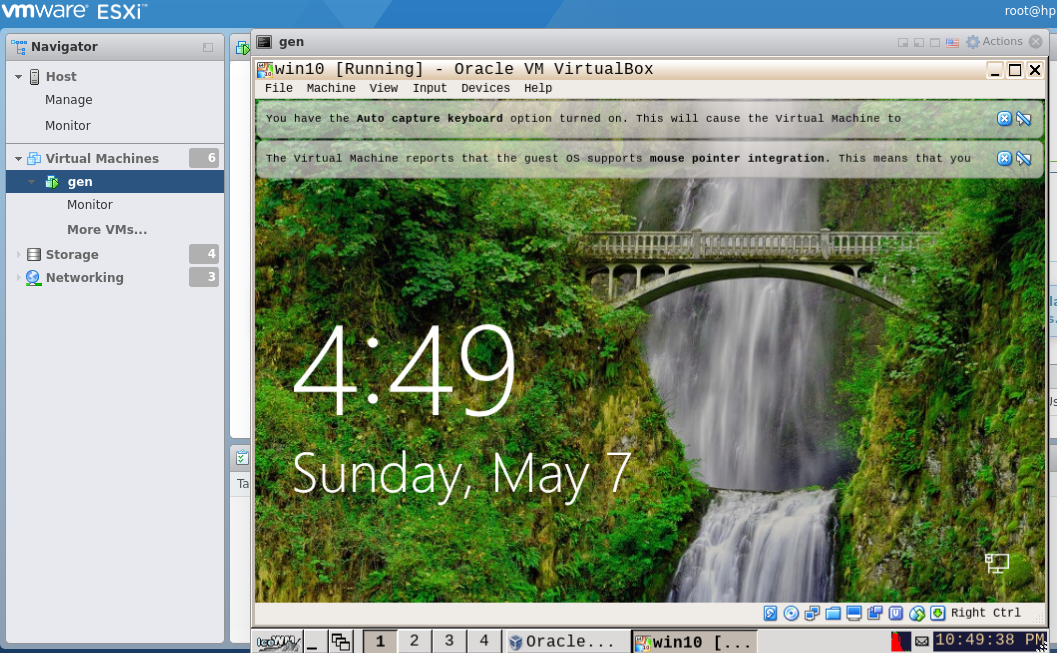 vmware ESXi™
root@hp
Navigator
Host
Manage
Monitor
Virtual Machines 6
gen
Monitor
More VMs...
Storage 4
Networking 3
gen
Actions
win10 [Running] - Oracle VM VirtualBox
File Machine View Input Devices Help
You have the Auto capture keyboard option turned on. This will cause the Virtual Machine to
The Virtual Machine reports that the guest OS supports mouse pointer integration. This means that you
4:49
Sunday, May 7
Ta
Right Ctrl
IceWM
1 2 3 4 Oracle... win10 [... 10:49:38 PM